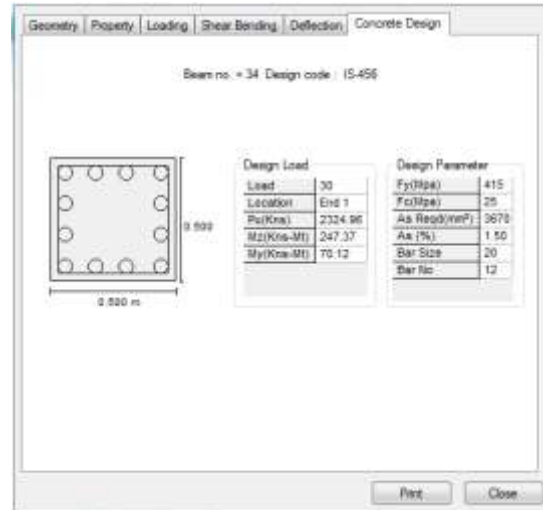 Geometry Property Loading Shear Bending Deflection Concrete Design
Beam no. = 34 Design code : IS-456
0.500
0.500 m
Design Load
Load 30
Location End 1
Pu(Kns) 2324.96
Mz(Kns-Mt) 247.37
My(Kns-Mt) 70.12
Design Parameter
Fy(Mpa) 415
Fc(Mpa) 25
As Reqd(mm²) 3670
As (%) 1.50
Bar Size 20
Bar No 12
Print Close